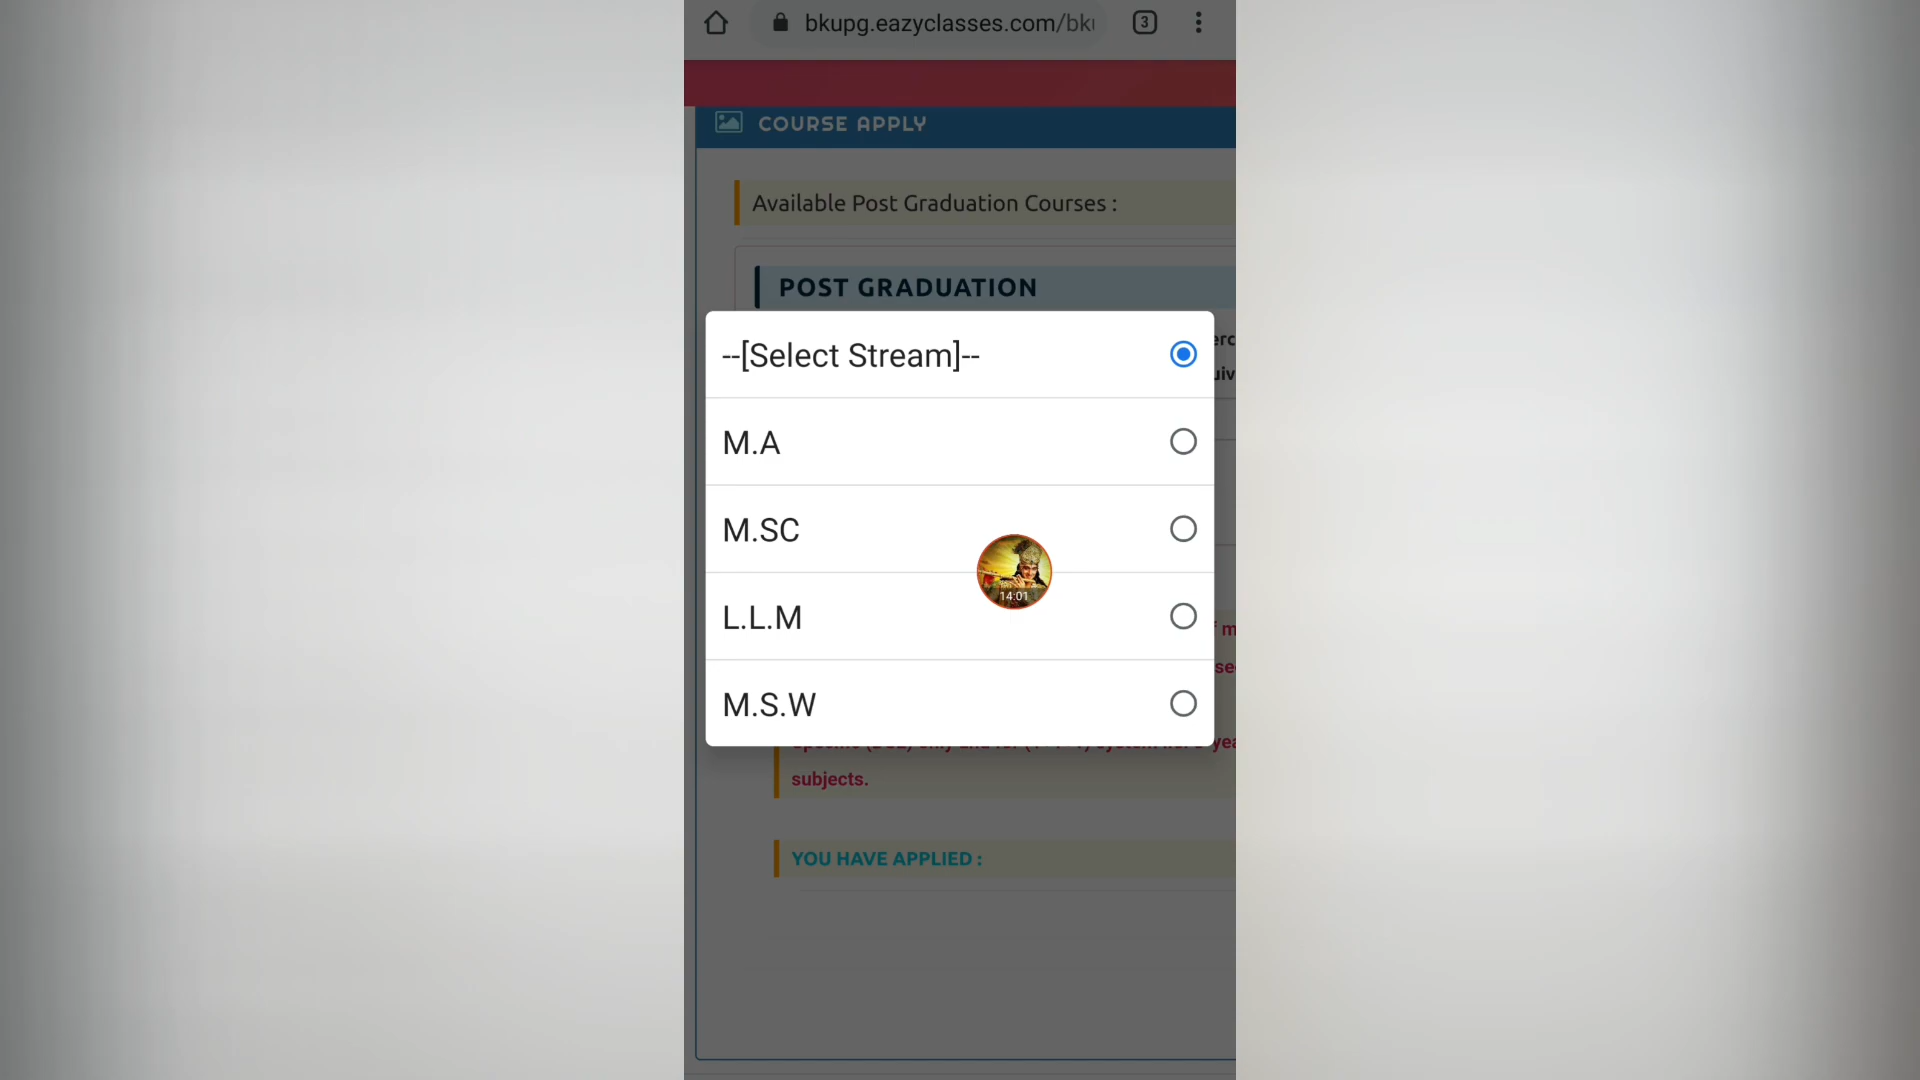 bkupg.eazyclasses.com/bk
3
COURSE APPLY
Available Post Graduation Courses :
POST GRADUATION
--[Select Stream]--
M.A
M.SC
14:01
L.L.M
M.S.W
subjects.
YOU HAVE APPLIED :